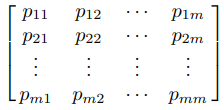 p₁₁ p₁₂ ⋯ p₁ₘ
p₂₁ p₂₂ ⋯ p₂ₘ
⋮ ⋮ ⋮ ⋮
pₘ₁ pₘ₂ ⋯ pₘₘ